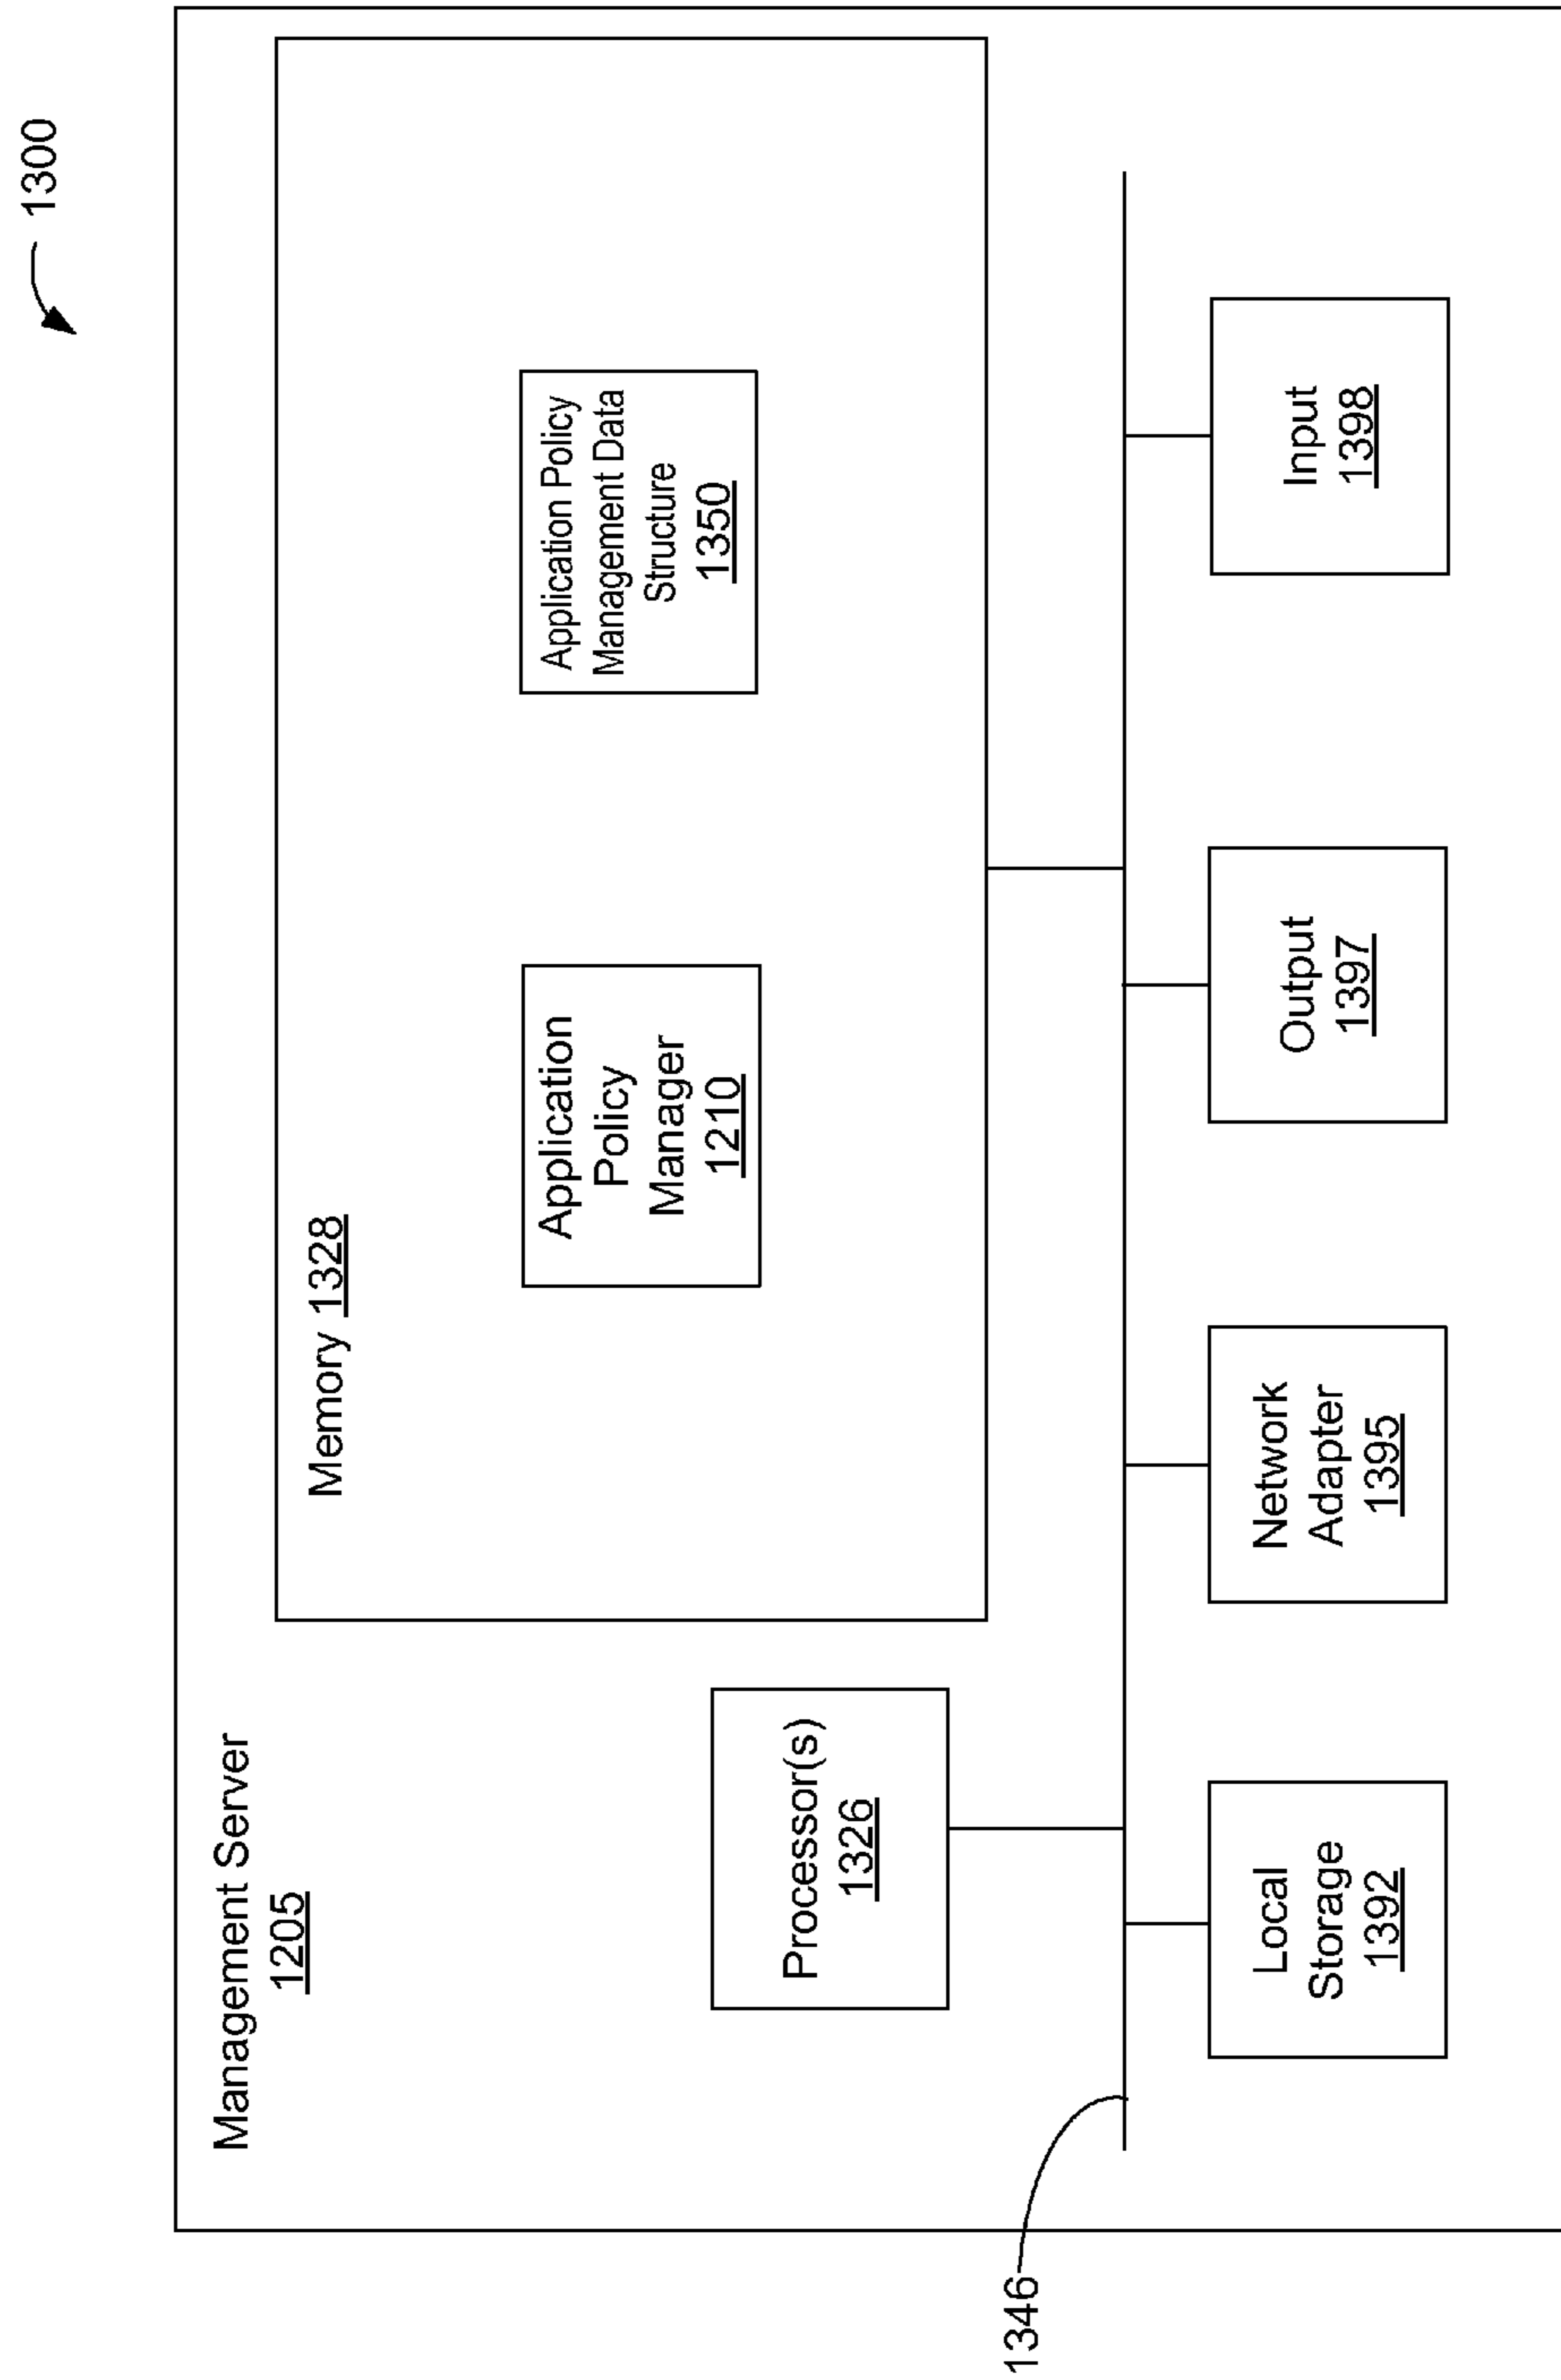 1300
Management Server
1205
Memory 1328
Application
Policy
Manager
1210
Application Policy
Management Data
Structure
1350
Processor(s)
1326
1346
Local
Storage
1392
Network
Adapter
1395
Output
1397
Input
1398